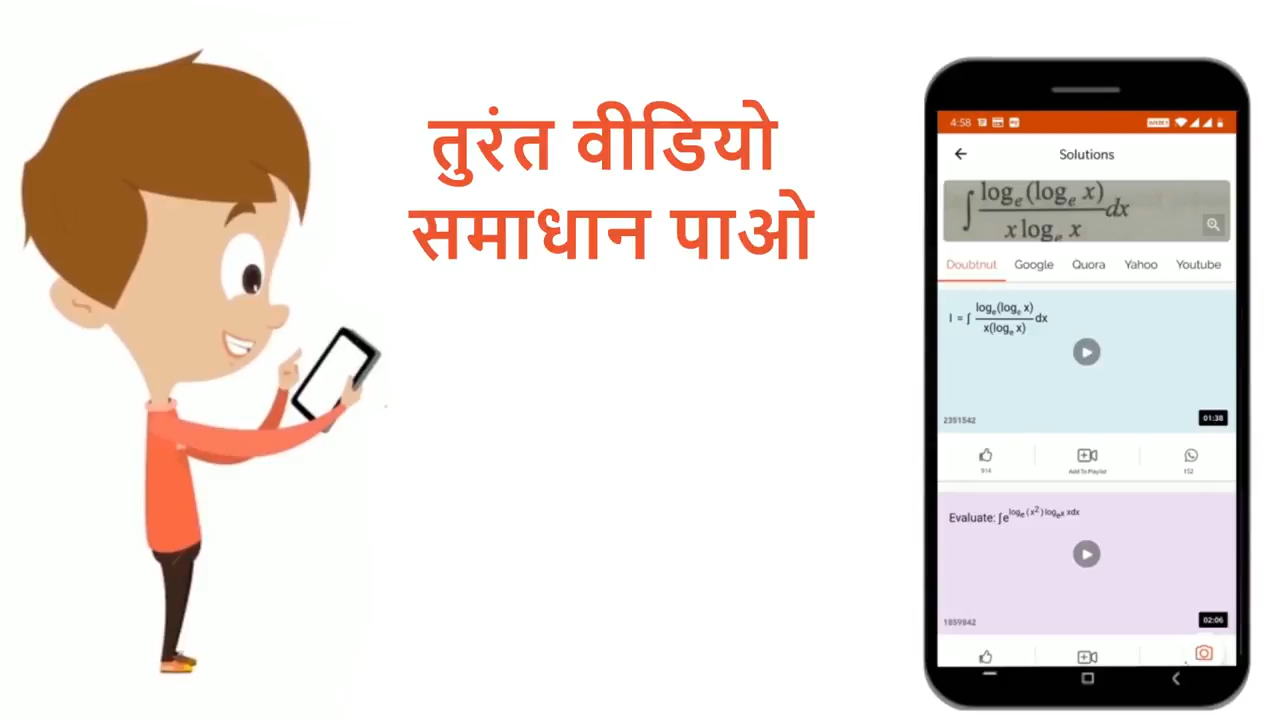 तुरंत वीडियो
समाधान पाओ
4:58
Solutions
∫ logₑ(logₑ x) / x logₑ x dx
Doubtnut Google Quora Yahoo Youtube
I = ∫ logₑ(logₑ x) / x(logₑ x) dx
2351542
01:38
914
Add To Playlist
152
Evaluate: ∫e^logₑ(x²)logₑx xdx
1859842
02:06